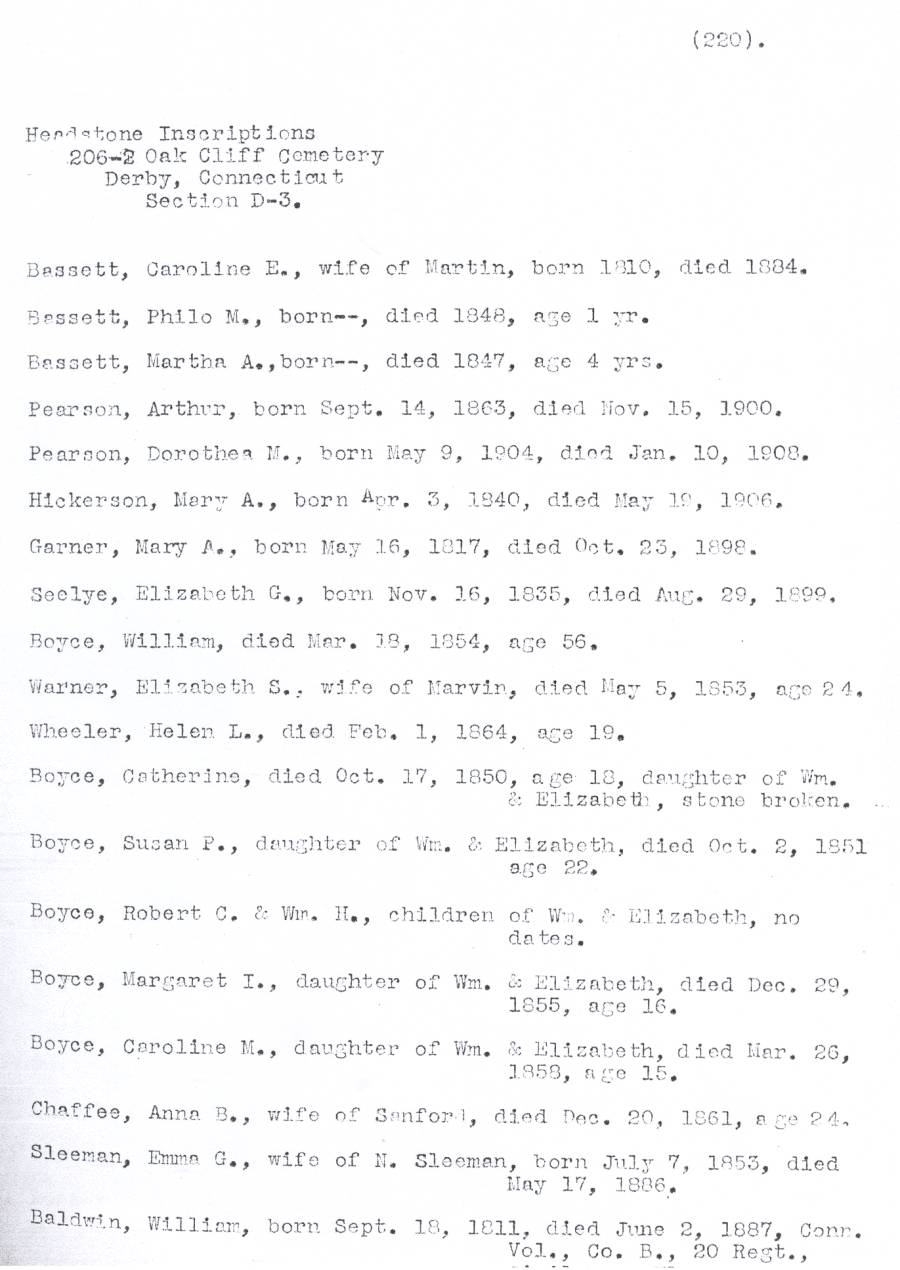 (220).
Headstone Inscriptions
206-2 Oak Cliff Cemetery
Derby, Connecticut
Section D-3.
Bassett, Caroline E., wife of Martin, born 1810, died 1884.
Bassett, Philo M., born--, died 1848, age 1 yr.
Bassett, Martha A.,born--, died 1847, age 4 yrs.
Pearson, Arthur, born Sept. 14, 1863, died Nov. 15, 1900.
Pearson, Dorothea M., born May 9, 1904, died Jan. 10, 1908.
Hickerson, Mary A., born Apr. 3, 1840, died May 19, 1906.
Garner, Mary A., born May 16, 1817, died Oct. 23, 1898.
Seelye, Elizabeth G., born Nov. 16, 1835, died Aug. 29, 1899.
Boyce, William, died Mar. 18, 1854, age 56.
Warner, Elizabeth S., wife of Marvin, died May 5, 1853, age 24.
Wheeler, Helen L., died Feb. 1, 1864, age 19.
Boyce, Catherine, died Oct. 17, 1850, age 18, daughter of Wm.
& Elizabeth, stone broken.
Boyce, Susan P., daughter of Wm. & Elizabeth, died Oct. 2, 1851
age 22.
Boyce, Robert C. & Wm. H., children of Wm. & Elizabeth, no
dates.
Boyce, Margaret I., daughter of Wm. & Elizabeth, died Dec. 29,
1855, age 16.
Boyce, Caroline M., daughter of Wm. & Elizabeth, died Mar. 26,
1858, age 15.
Chaffee, Anna B., wife of Sanford, died Dec. 20, 1861, age 24.
Sleeman, Emma G., wife of N. Sleeman, born July 7, 1853, died
May 17, 1886.
Baldwin, William, born Sept. 18, 1811, died June 2, 1887, Conn.
Vol., Co. B., 20 Regt.,